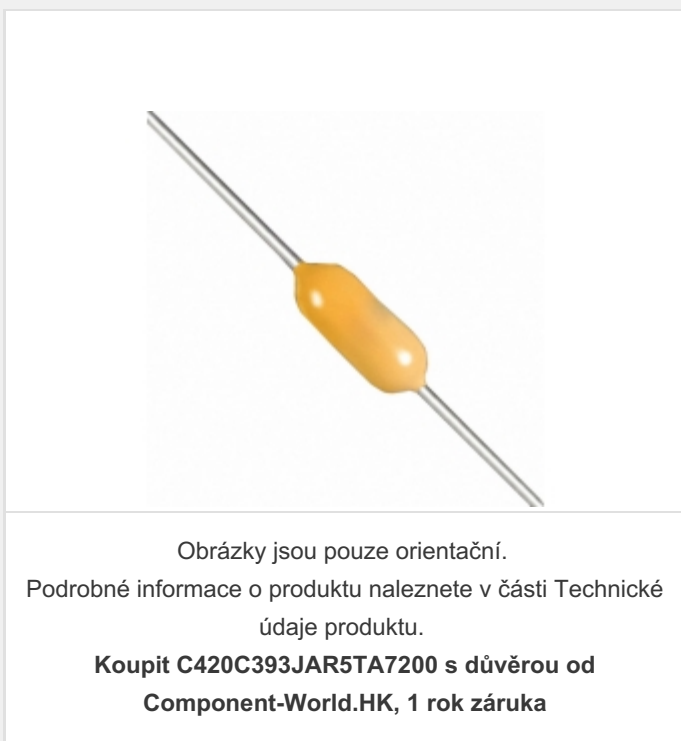 Obrázky jsou pouze orientační.
Podrobné informace o produktu naleznete v části Technické
údaje produktu.
Koupit C420C393JAR5TA7200 s důvěrou od
Component-World.HK, 1 rok záruka